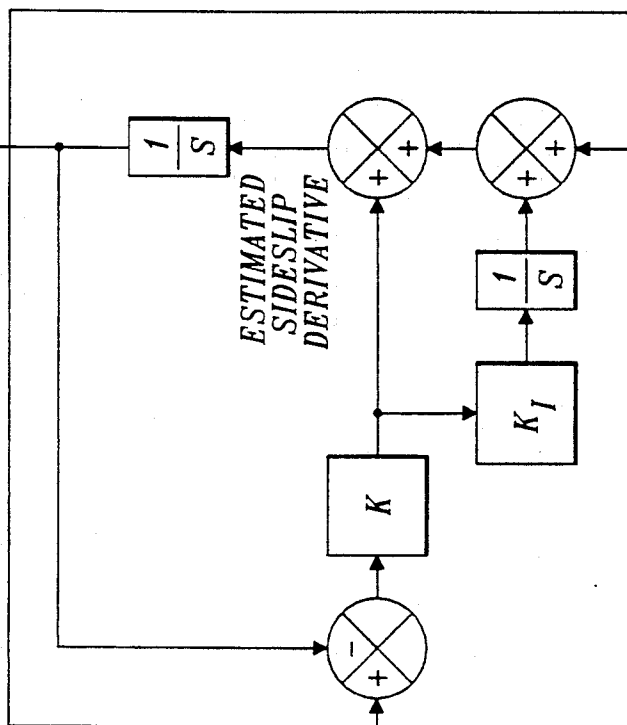 1
S
+
+
+
+
ESTIMATED
SIDESLIP
DERIVATIVE
1
S
K_I
K
-
+